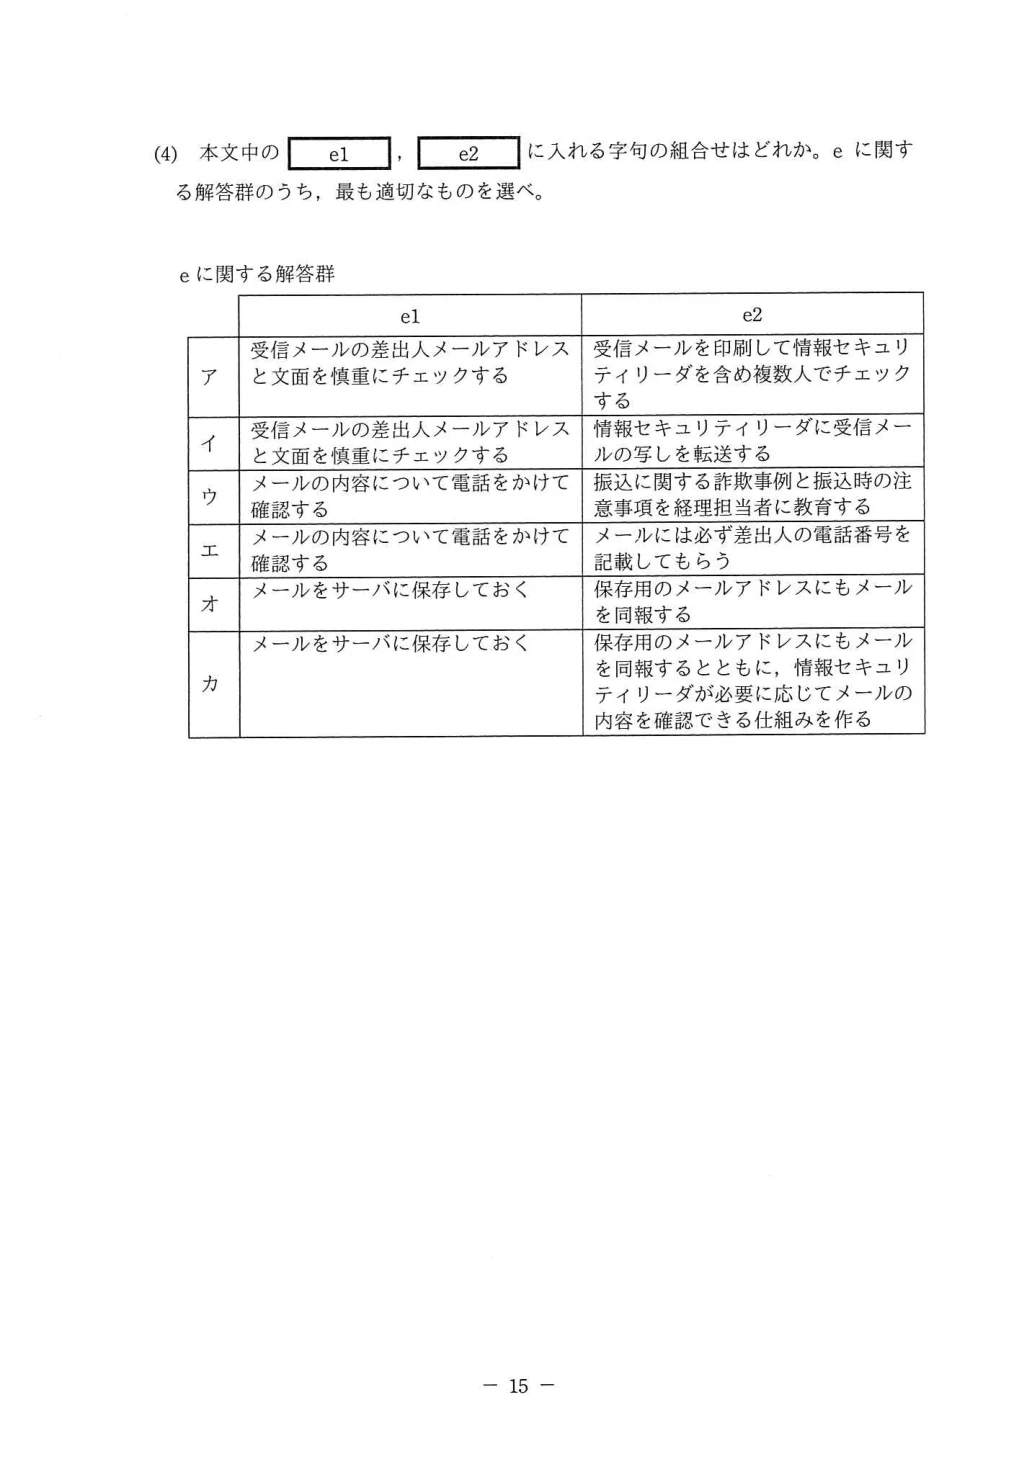 (4) 本文中の e1 , e2 に入れる字句の組合せはどれか。e に関す
る解答群のうち，最も適切なものを選べ。
e に関する解答群
e1 e2
ア
受信メールの差出人メールアドレス
と文面を慎重にチェックする
受信メールを印刷して情報セキュリ
ティリーダを含め複数人でチェック
する
イ
受信メールの差出人メールアドレス
と文面を慎重にチェックする
情報セキュリティリーダに受信メー
ルの写しを転送する
ウ
メールの内容について電話をかけて
確認する
振込に関する詐欺事例と振込時の注
意事項を経理担当者に教育する
エ
メールの内容について電話をかけて
確認する
メールには必ず差出人の電話番号を
記載してもらう
オ
メールをサーバに保存しておく
保存用のメールアドレスにもメール
を同報する
カ
メールをサーバに保存しておく
保存用のメールアドレスにもメール
を同報するとともに，情報セキュリ
ティリーダが必要に応じてメールの
内容を確認できる仕組みを作る
－ 15 －